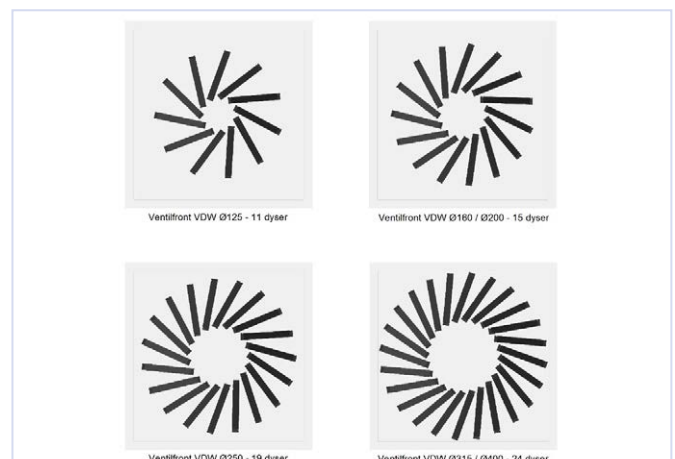 Ventilfront VDW Ø125 - 11 dyser
Ventilfront VDW Ø160 / Ø200 - 15 dyser
Ventilfront VDW Ø250 - 19 dyser
Ventilfront VDW Ø315 / Ø400 - 24 dyser